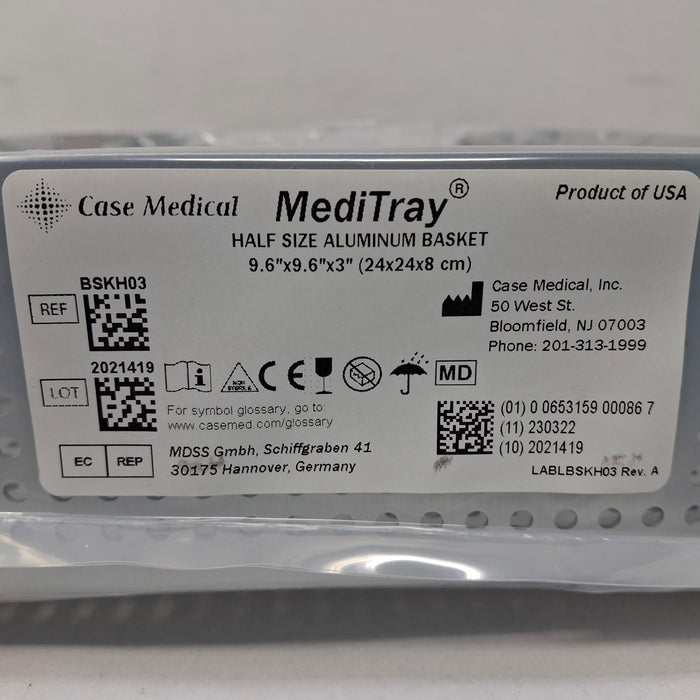 Case Medical
MediTray®
Product of USA
HALF SIZE ALUMINUM BASKET
9.6"x9.6"x3" (24x24x8 cm)
BSKH03
REF
Case Medical, Inc.
50 West St.
Bloomfield, NJ 07003
Phone: 201-313-1999
2021419
LOT
i
NON
STERILE
CE
MD
For symbol glossary, go to
www.casemed.com/glossary
(01) 0 0653159 00086 7
(11) 230322
(10) 2021419
EC REP
MDSS Gmbh, Schiffgraben 41
30175 Hannover, Germany
LABLBSKH03 Rev. A